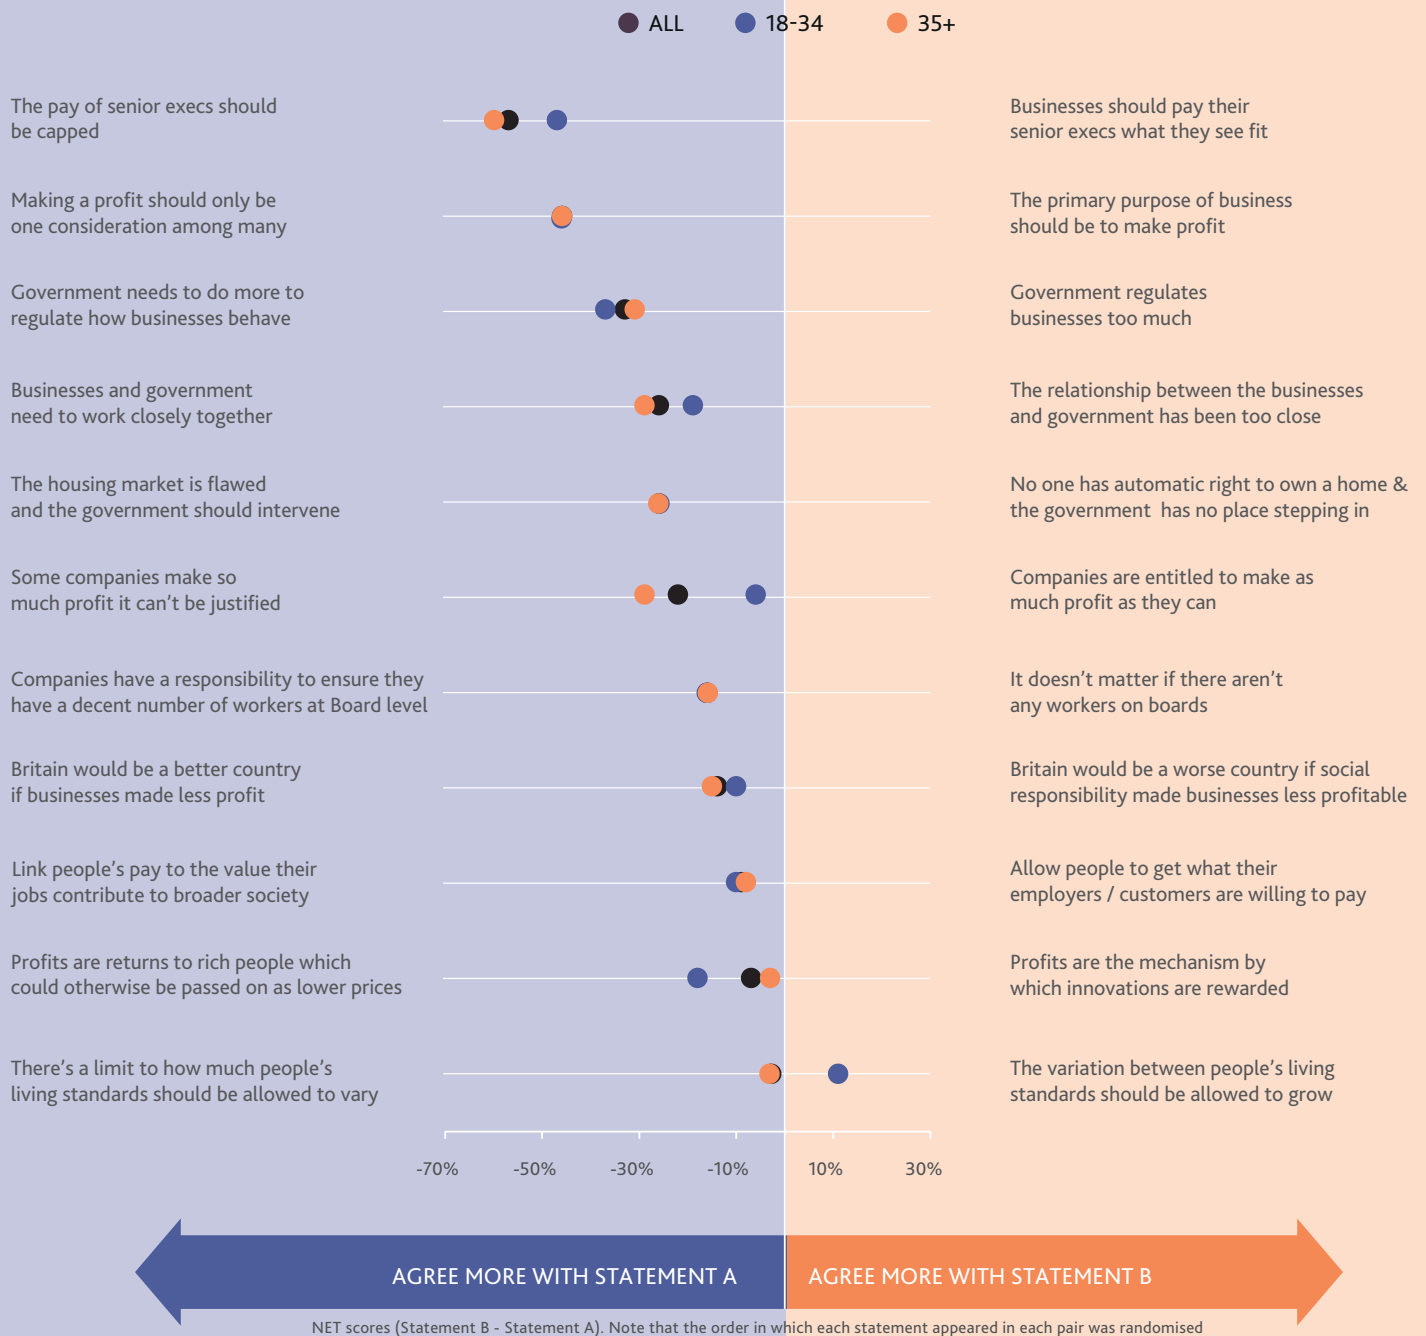 ALL 18-34 35+
The pay of senior execs should
be capped
Businesses should pay their
senior execs what they see fit
Making a profit should only be
one consideration among many
The primary purpose of business
should be to make profit
Government needs to do more to
regulate how businesses behave
Government regulates
businesses too much
Businesses and government
need to work closely together
The relationship between the businesses
and government has been too close
The housing market is flawed
and the government should intervene
No one has automatic right to own a home &
the government has no place stepping in
Some companies make so
much profit it can’t be justified
Companies are entitled to make as
much profit as they can
Companies have a responsibility to ensure they
have a decent number of workers at Board level
It doesn’t matter if there aren’t
any workers on boards
Britain would be a better country
if businesses made less profit
Britain would be a worse country if social
responsibility made businesses less profitable
Link people’s pay to the value their
jobs contribute to broader society
Allow people to get what their
employers / customers are willing to pay
Profits are returns to rich people which
could otherwise be passed on as lower prices
Profits are the mechanism by
which innovations are rewarded
There’s a limit to how much people’s
living standards should be allowed to vary
The variation between people’s living
standards should be allowed to grow
-70% -50% -30% -10% 10% 30%
AGREE MORE WITH STATEMENT A
AGREE MORE WITH STATEMENT B
NET scores (Statement B - Statement A). Note that the order in which each statement appeared in each pair was randomised